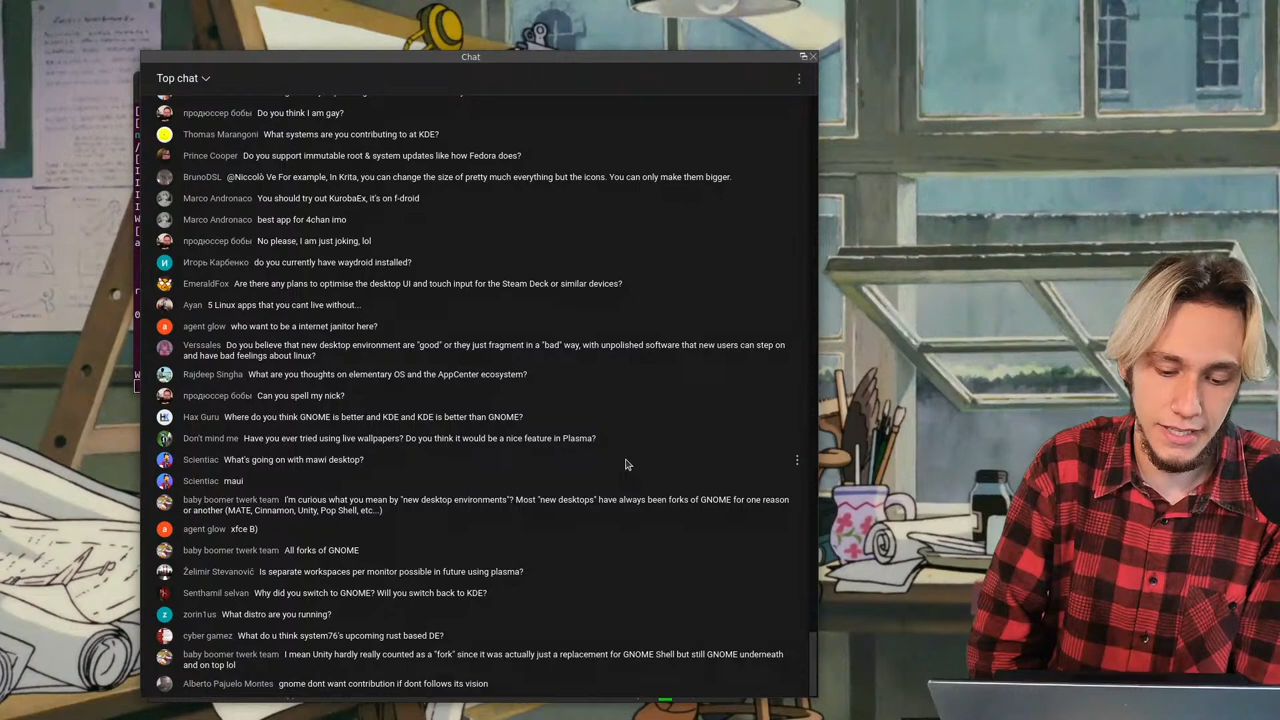 Chat
Top chat
продюссер бобы Do you think I am gay?
Thomas Marangoni What systems are you contributing to at KDE?
Prince Cooper Do you support immutable root & system updates like how Fedora does?
BrunoDSL @Niccolò Ve For example, In Krita, you can change the size of pretty much everything but the icons. You can only make them bigger.
Marco Andronaco You should try out KurobaEx, it's on f-droid
Marco Andronaco best app for 4chan imo
продюссер бобы No please, I am just joking, lol
И
Игорь Карбенко do you currently have waydroid installed?
EmeraldFox Are there any plans to optimise the desktop UI and touch input for the Steam Deck or similar devices?
Ayan 5 Linux apps that you cant live without...
a
agent glow who want to be a internet janitor here?
Verssales Do you believe that new desktop environment are "good" or they just fragment in a "bad" way, with unpolished software that new users can step on
and have bad feelings about linux?
Rajdeep Singha What are you thoughts on elementary OS and the AppCenter ecosystem?
продюссер бобы Can you spell my nick?
Hax Guru Where do you think GNOME is better and KDE and KDE is better than GNOME?
Don't mind me Have you ever tried using live wallpapers? Do you think it would be a nice feature in Plasma?
Scientiac What's going on with mawi desktop?
Scientiac maui
baby boomer twerk team I'm curious what you mean by "new desktop environments"? Most "new desktops" have always been forks of GNOME for one reason
or another (MATE, Cinnamon, Unity, Pop Shell, etc...)
a
agent glow xfce B)
baby boomer twerk team All forks of GNOME
Želimir Stevanović Is separate workspaces per monitor possible in future using plasma?
Senthamil selvan Why did you switch to GNOME? Will you switch back to KDE?
z
zorin1us What distro are you running?
cyber gamez What do u think system76's upcoming rust based DE?
baby boomer twerk team I mean Unity hardly really counted as a "fork" since it was actually just a replacement for GNOME Shell but still GNOME underneath
and on top lol
Alberto Pajuelo Montes gnome dont want contribution if dont follows its vision